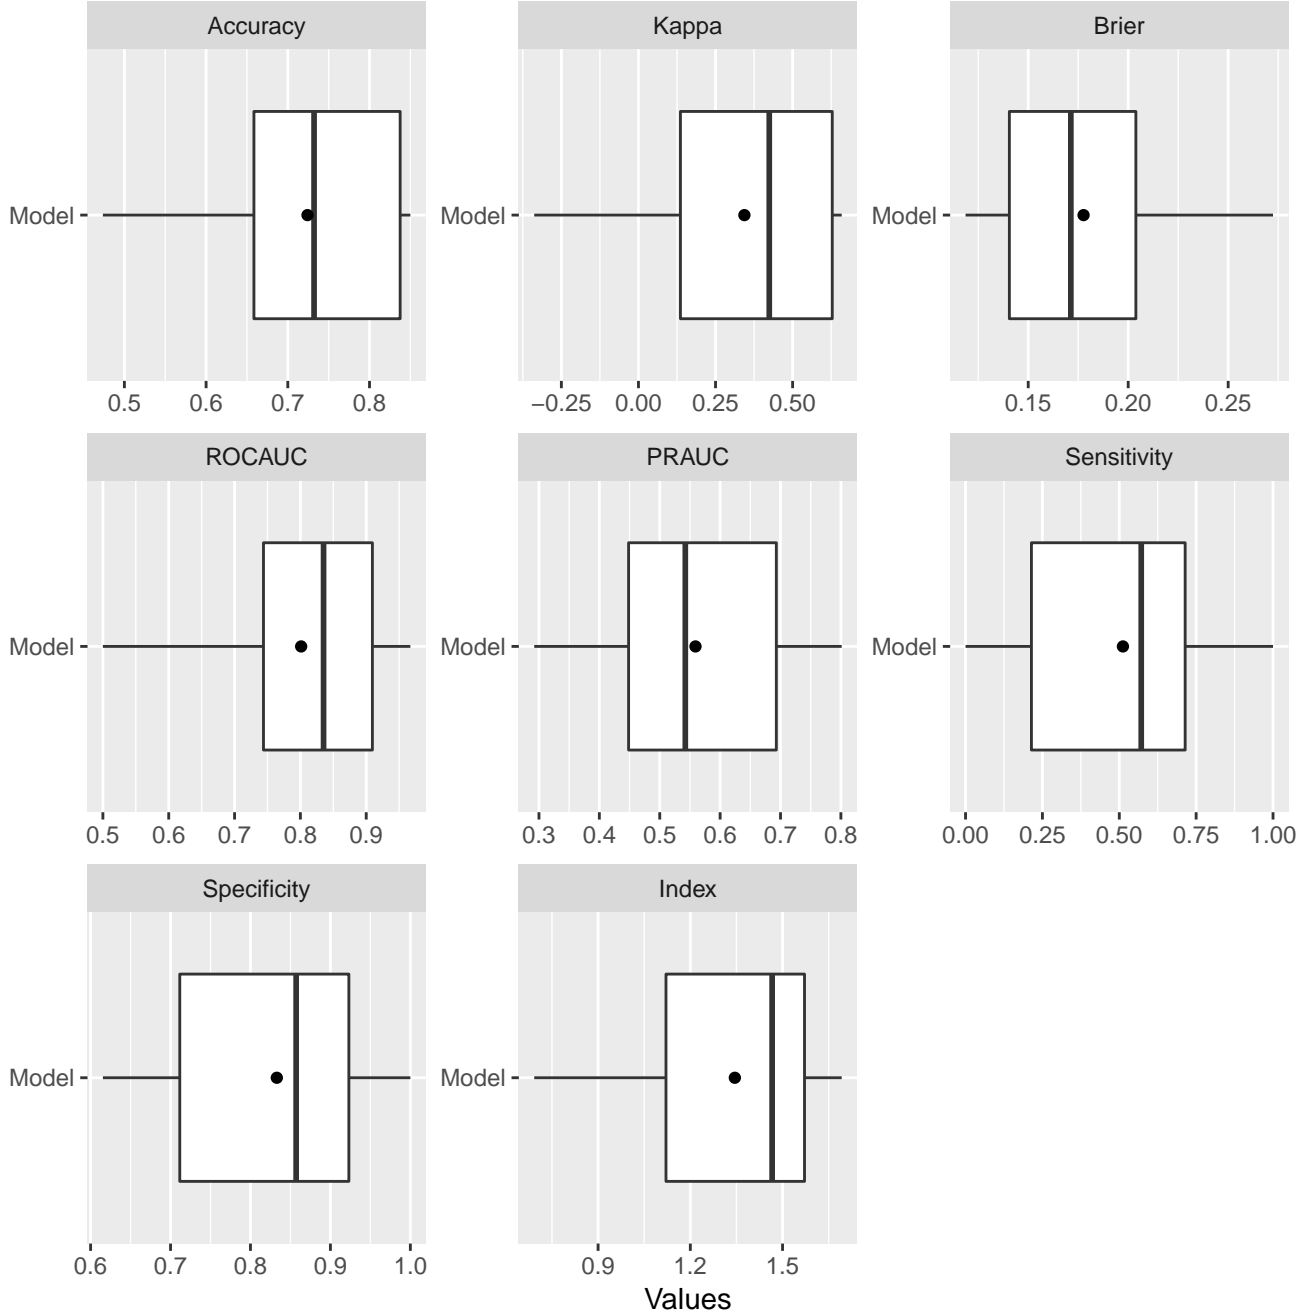 Accuracy Kappa Brier
Model Model Model
0.5 0.6 0.7 0.8 −0.25 0.00 0.25 0.50 0.15 0.20 0.25
ROCAUC PRAUC Sensitivity
Model Model Model
0.5 0.6 0.7 0.8 0.9 0.3 0.4 0.5 0.6 0.7 0.8 0.00 0.25 0.50 0.75 1.00
Specificity Index
Model Model
0.6 0.7 0.8 0.9 1.0 0.9 1.2 1.5
Values